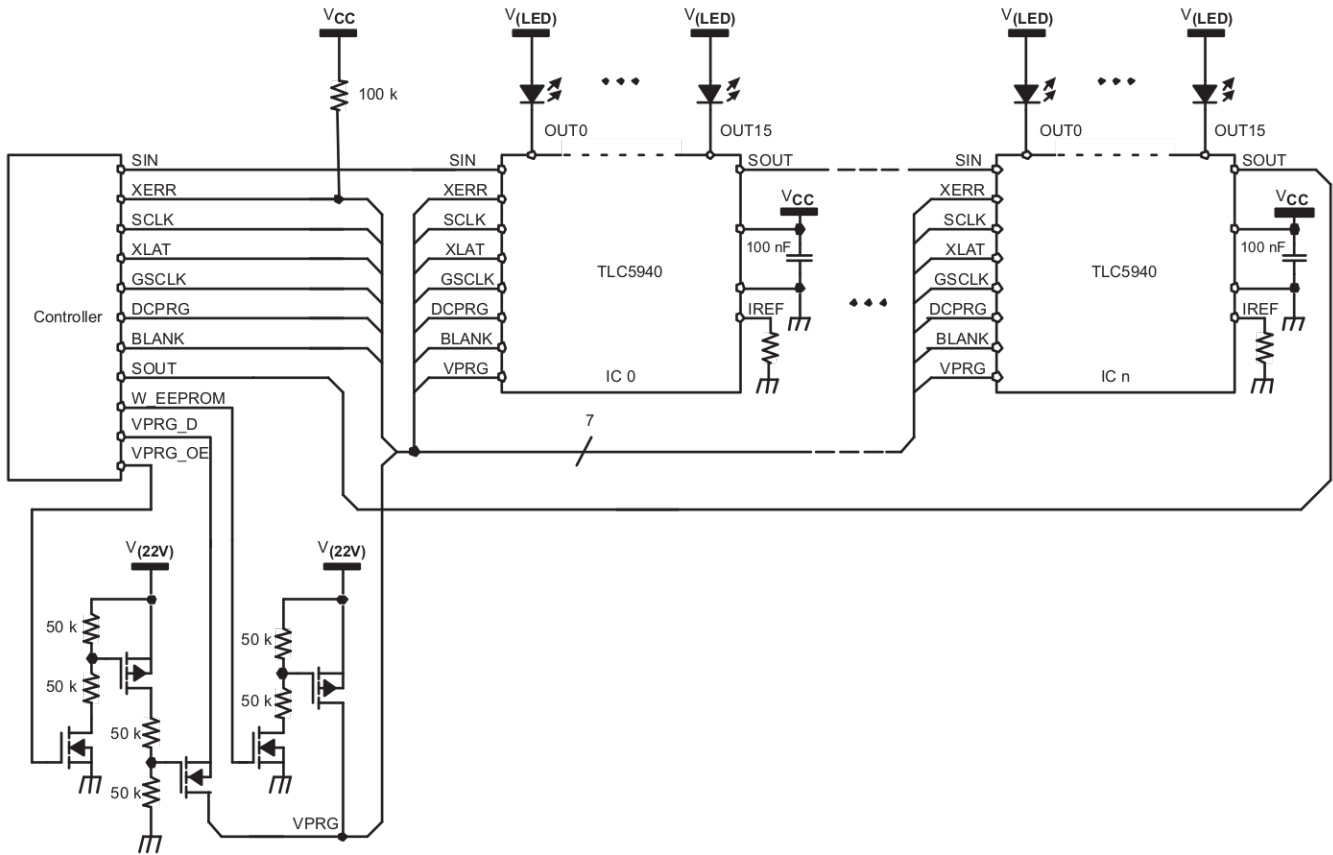 VCC
V(LED)
V(LED)
V(LED)
V(LED)
100 k
OUT0
OUT15
OUT0
OUT15
SIN
SIN
SOUT
SIN
SOUT
XERR
XERR
XERR
VCC
VCC
SCLK
SCLK
SCLK
100 nF
100 nF
XLAT
XLAT
XLAT
TLC5940
TLC5940
GSCLK
GSCLK
GSCLK
Controller
DCPRG
DCPRG
IREF
DCPRG
IREF
BLANK
BLANK
BLANK
SOUT
VPRG
IC 0
VPRG
IC n
W_EEPROM
VPRG_D
7
VPRG_OE
V(22V)
V(22V)
50 k
50 k
50 k
50 k
50 k
50 k
VPRG